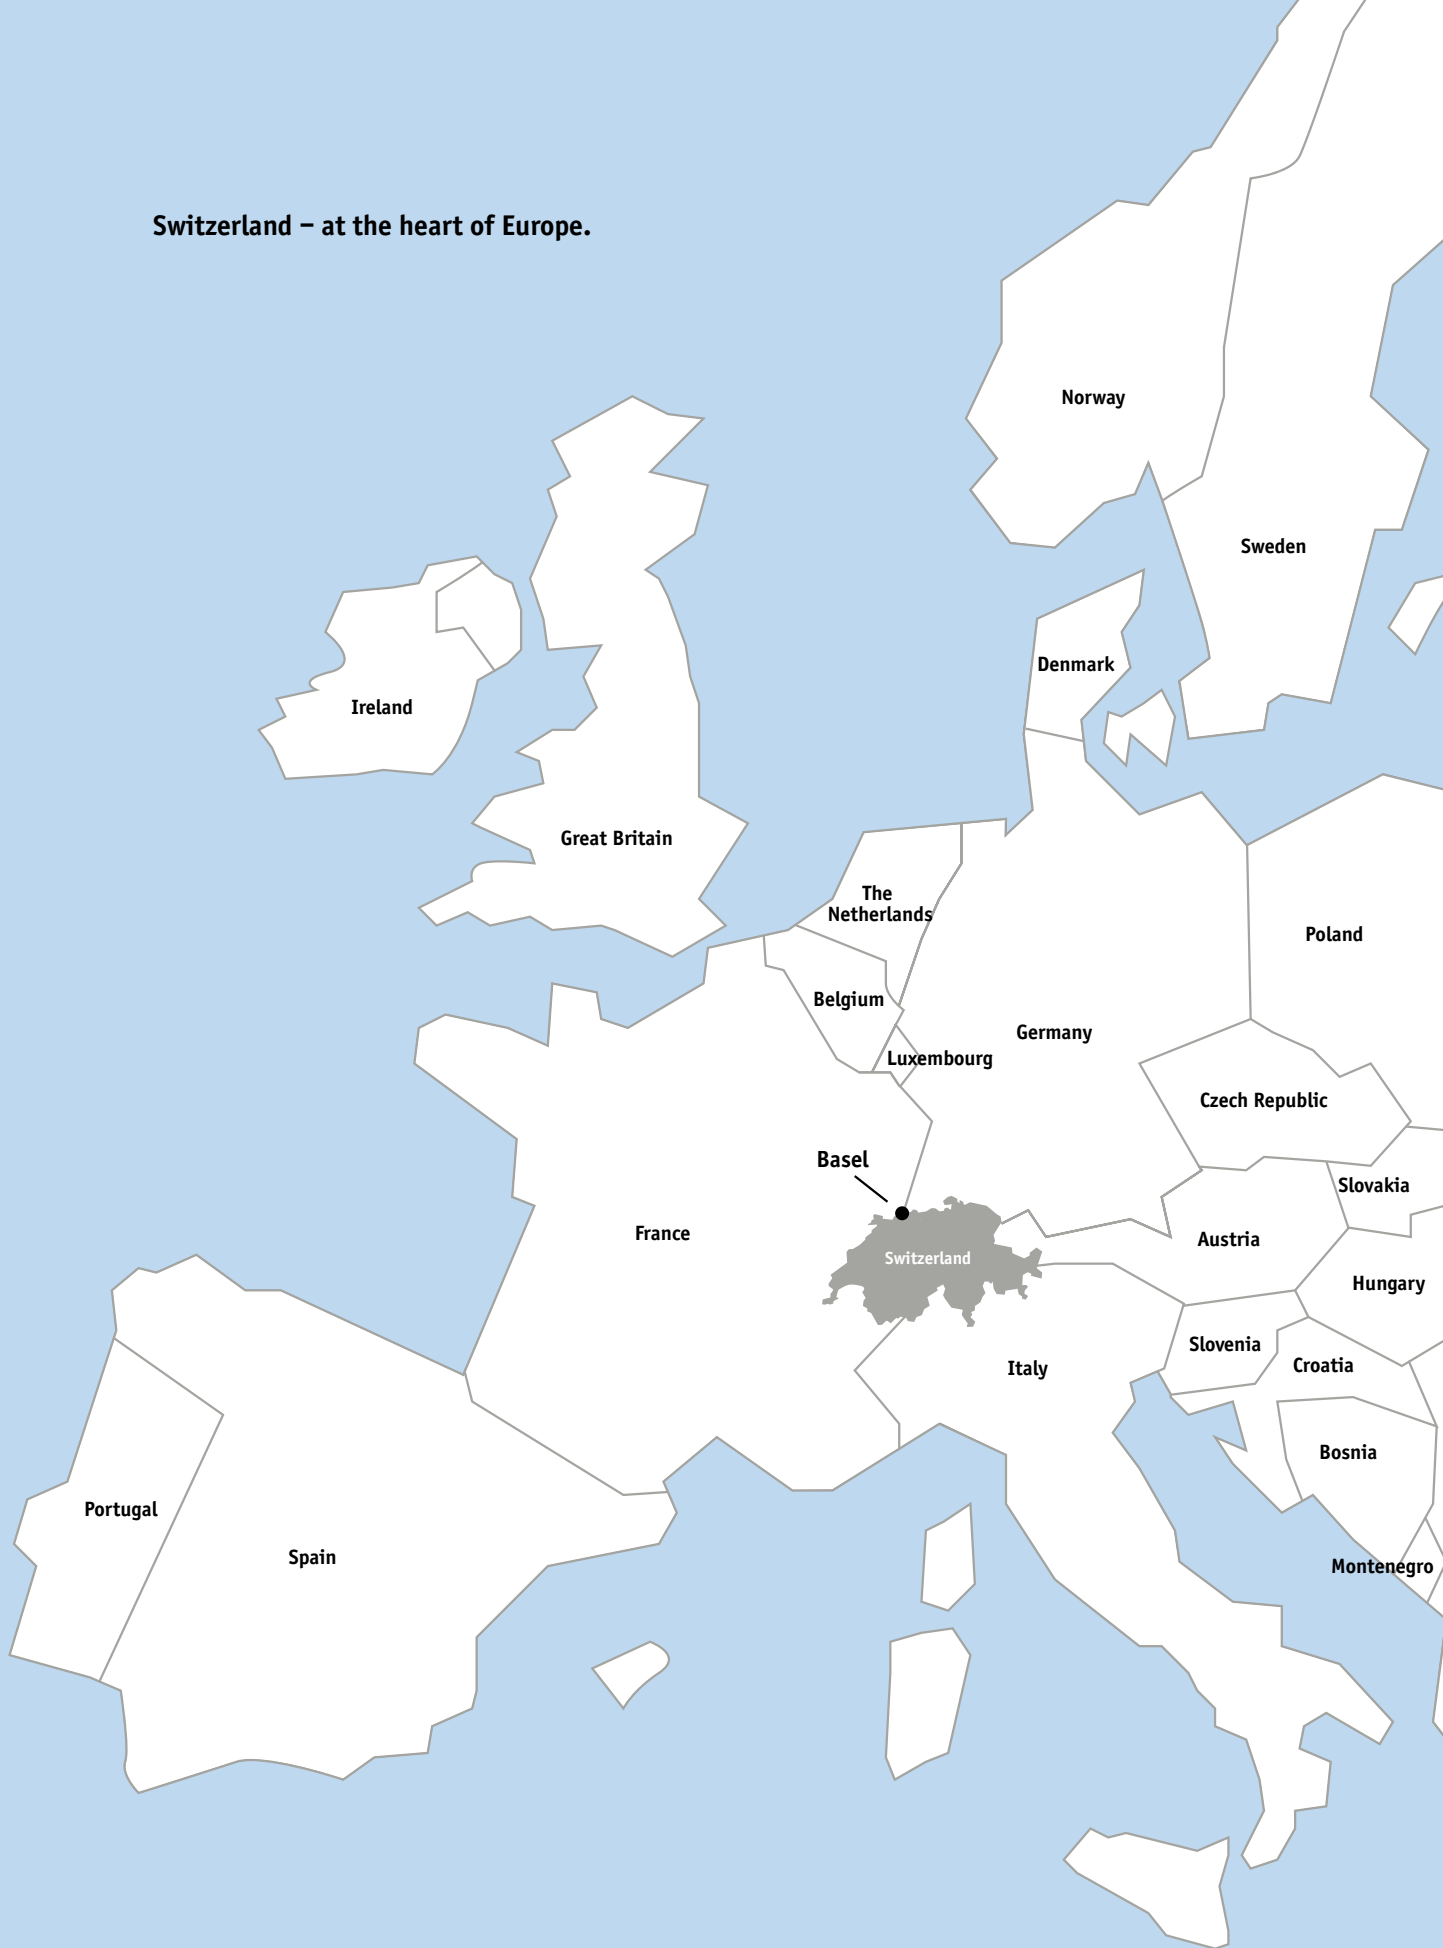 Switzerland – at the heart of Europe.
Norway
Sweden
Denmark
Ireland
Great Britain
The
Netherlands
Poland
Belgium
Germany
Luxembourg
Czech Republic
Basel
Slovakia
France
Austria
Switzerland
Hungary
Slovenia
Croatia
Italy
Bosnia
Portugal
Spain
Montenegro